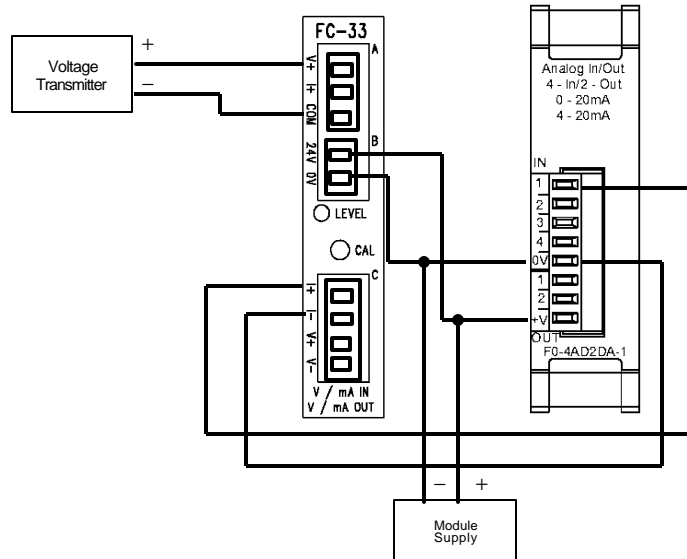 Voltage
Transmitter
+
−
FC-33
A
V+
I+
COM
B
24V
0V
LEVEL
CAL
C
I+
I-
V+
V-
V / mA IN
V / mA OUT
Analog In/Out
4 - In/2 - Out
0 - 20mA
4 - 20mA
IN
1
2
3
4
0V
1
2
+V
OUT
F0-4AD2DA-1
− +
Module
Supply